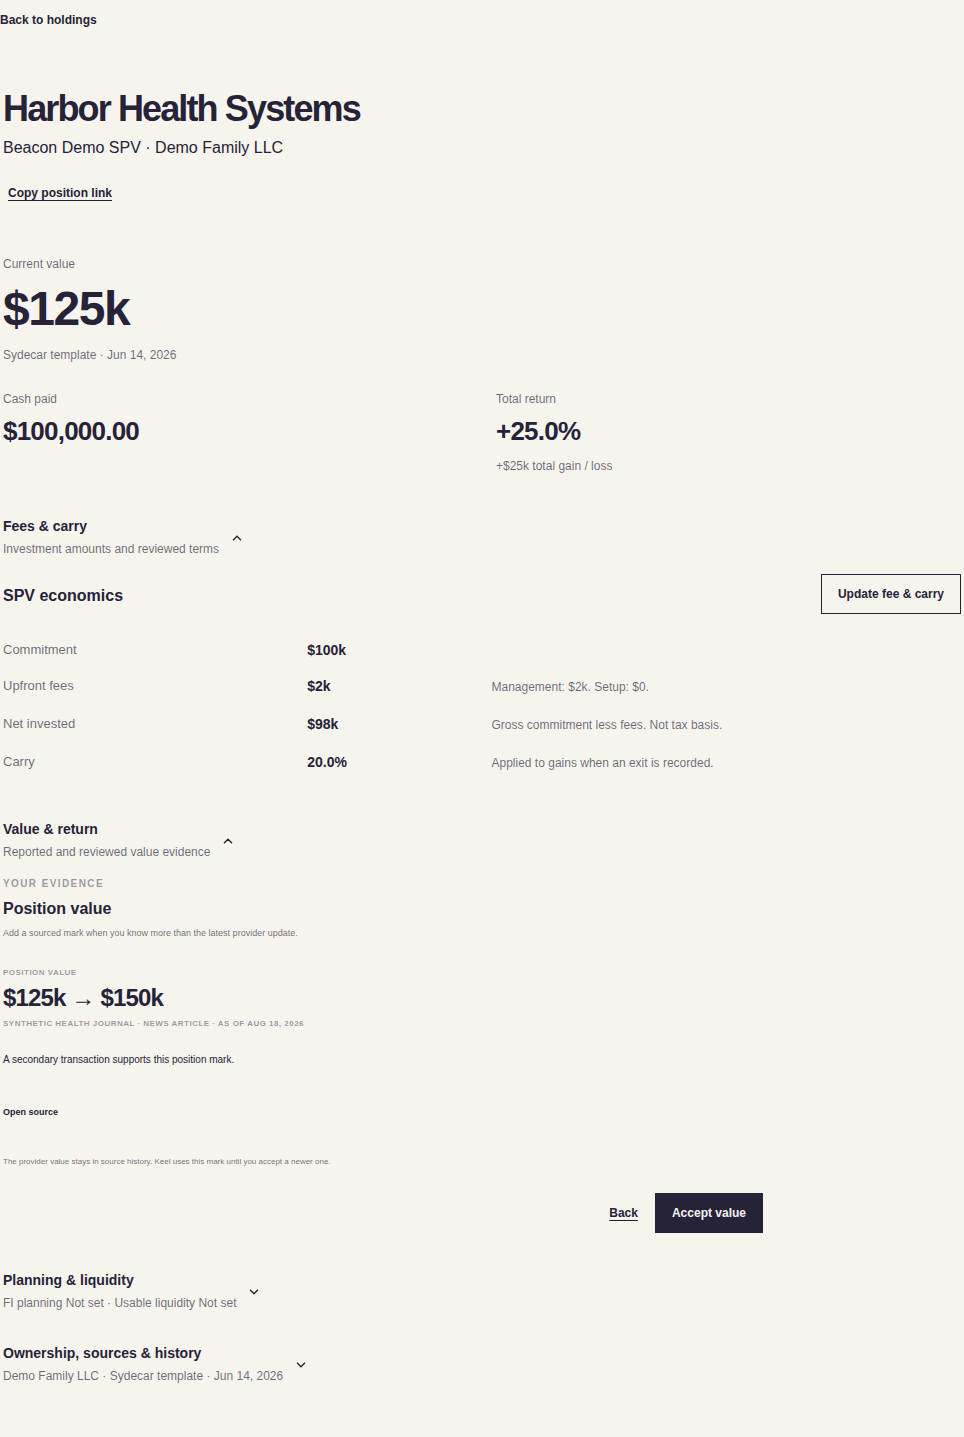 Back to holdings
Harbor Health Systems
Beacon Demo SPV · Demo Family LLC
Copy position link
Current value
$125k
Sydecar template · Jun 14, 2026
Cash paid
Total return
$100,000.00
+25.0%
+$25k total gain / loss
Fees & carry
Investment amounts and reviewed terms
SPV economics
Update fee & carry
Commitment $100k
Upfront fees $2k Management: $2k. Setup: $0.
Net invested $98k Gross commitment less fees. Not tax basis.
Carry 20.0% Applied to gains when an exit is recorded.
Value & return
Reported and reviewed value evidence
YOUR EVIDENCE
Position value
Add a sourced mark when you know more than the latest provider update.
POSITION VALUE
$125k → $150k
SYNTHETIC HEALTH JOURNAL · NEWS ARTICLE · AS OF AUG 18, 2026
A secondary transaction supports this position mark.
Open source
The provider value stays in source history. Keel uses this mark until you accept a newer one.
Back
Accept value
Planning & liquidity
FI planning Not set · Usable liquidity Not set
Ownership, sources & history
Demo Family LLC · Sydecar template · Jun 14, 2026